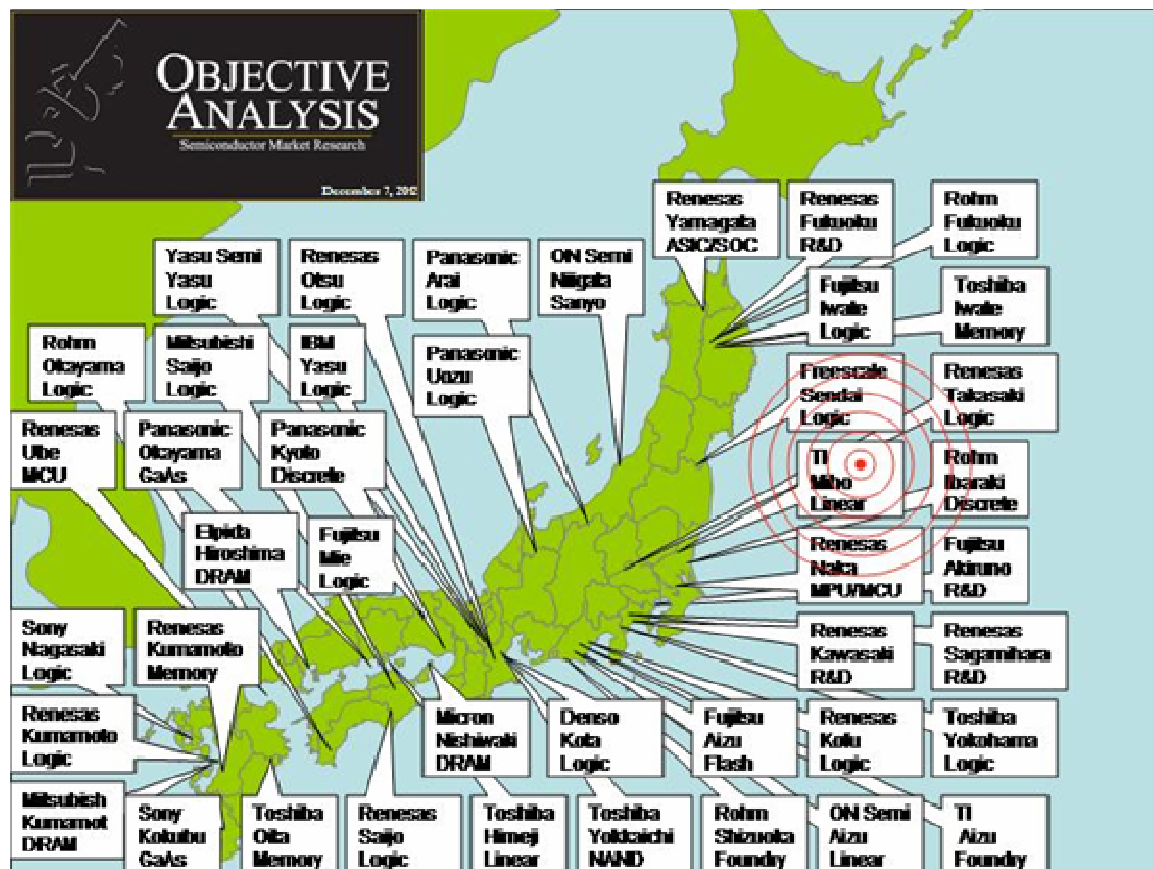 OBJECTIVE
ANALYSIS
Semiconductor Market Research
December 7, 2012
Renesas
Yamagata
ASIC/SOC
Renesas
Fukuoku
R&D
Rohm
Fukuoku
Logic
Yasu Semi
Yasu
Logic
Renesas
Otsu
Logic
Panasonic
Arai
Logic
ON Semi
Niigata
Sanyo
Fujitsu
Iwate
Logic
Toshiba
Iwate
Memory
Rohm
Okayama
Logic
Mitsubishi
Saijo
Logic
IBM
Yasu
Logic
Panasonic
Uozu
Logic
Freescale
Sendai
Logic
Renesas
Takasaki
Logic
Renesas
Ube
MCU
Panasonic
Okayama
GaAs
Panasonic
Kyoto
Discrete
TI
Miho
Linear
Rohm
Ibaraki
Discrete
Elpida
Hiroshima
DRAM
Fujitsu
Mie
Logic
Renesas
Naka
MPU/MCU
Fujitsu
Akiruno
R&D
Sony
Nagasaki
Logic
Renesas
Kumamoto
Memory
Renesas
Kawasaki
R&D
Renesas
Sagamihara
R&D
Renesas
Kumamoto
Logic
Micron
Nishiwaki
DRAM
Denso
Kota
Logic
Fujitsu
Aizu
Flash
Renesas
Kofu
Logic
Toshiba
Yokohama
Logic
Mitsubish
Kumamot
DRAM
Sony
Kokubu
GaAs
Toshiba
Oita
Memory
Renesas
Saijo
Logic
Toshiba
Himeji
Linear
Toshiba
Yokkaichi
NAND
Rohm
Shizuoka
Foundry
ON Semi
Aizu
Linear
TI
Aizu
Foundry